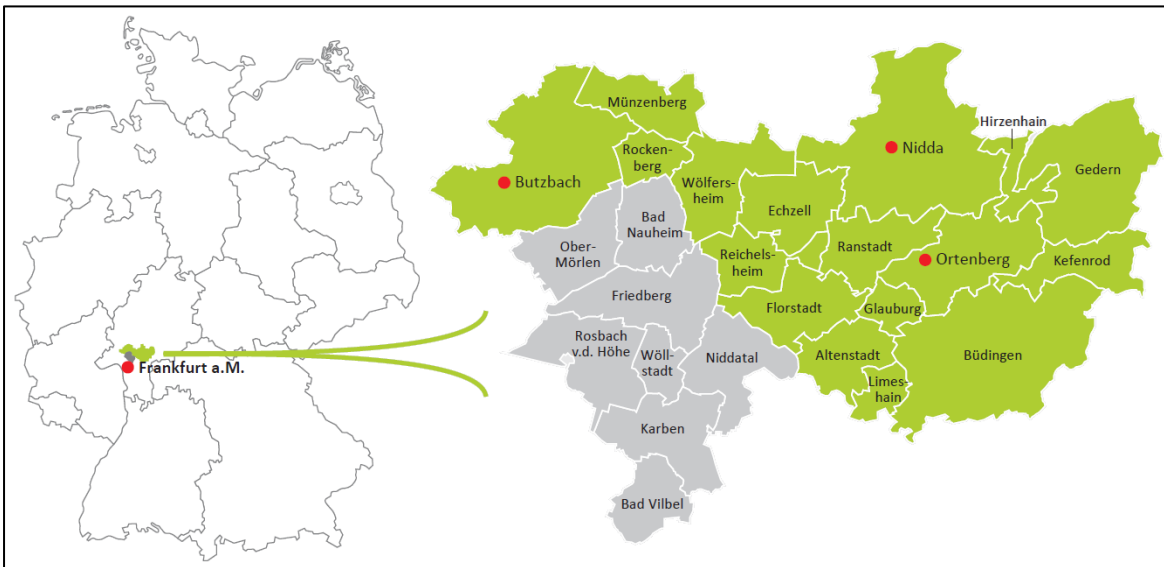 Münzenberg
Hirzenhain
Rocken-
berg
Nidda
Butzbach
Wölfers-
heim
Gedern
Echzell
Bad
Nauheim
Ober-
Mörlen
Ranstadt
Reichels-
heim
Ortenberg
Kefenrod
Friedberg
Florstadt
Glauburg
Rosbach
v.d. Höhe
Wöll-
stadt
Niddatal
Altenstadt
Büdingen
Frankfurt a.M.
Limes-
hain
Karben
Bad Vilbel